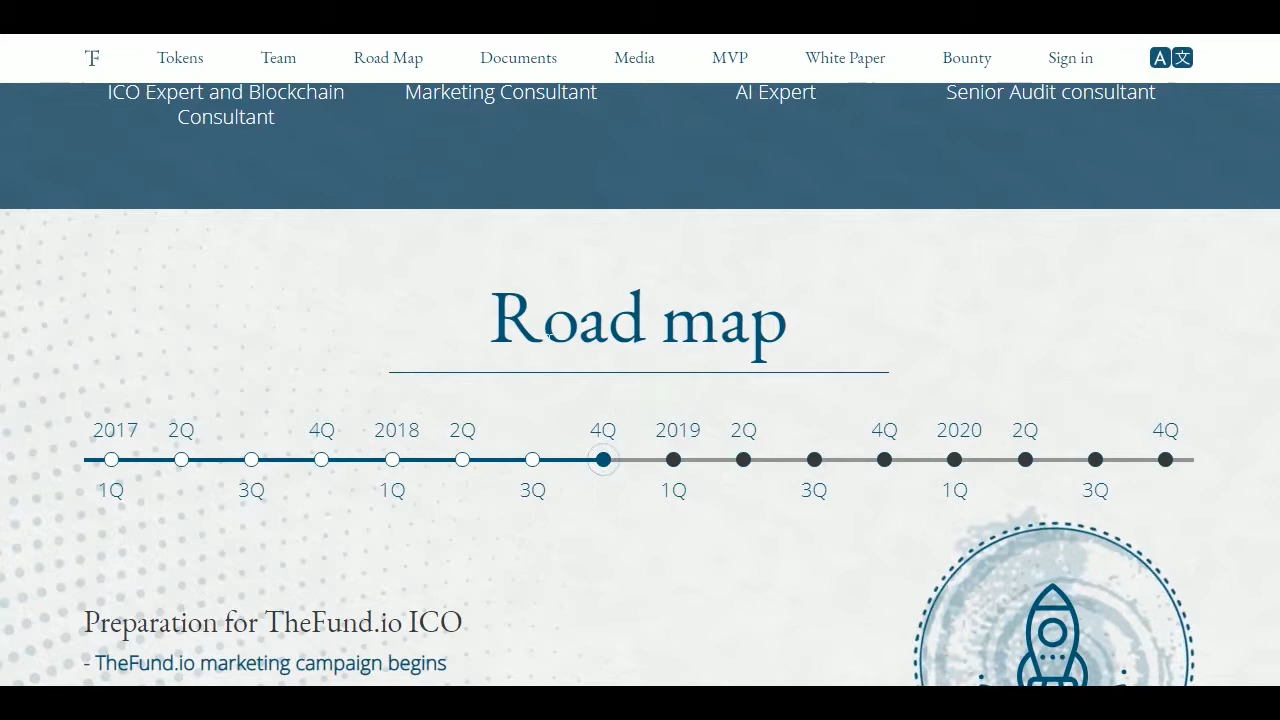 TF Tokens Team Road Map Documents Media MVP White Paper Bounty Sign in A文
ICO Expert and Blockchain Consultant
Marketing Consultant
AI Expert
Senior Audit consultant
Road map
2017 2Q 4Q 2018 2Q 4Q 2019 2Q 4Q 2020 2Q 4Q
1Q 3Q 1Q 3Q 1Q 3Q 1Q 3Q
Preparation for TheFund.io ICO
- TheFund.io marketing campaign begins